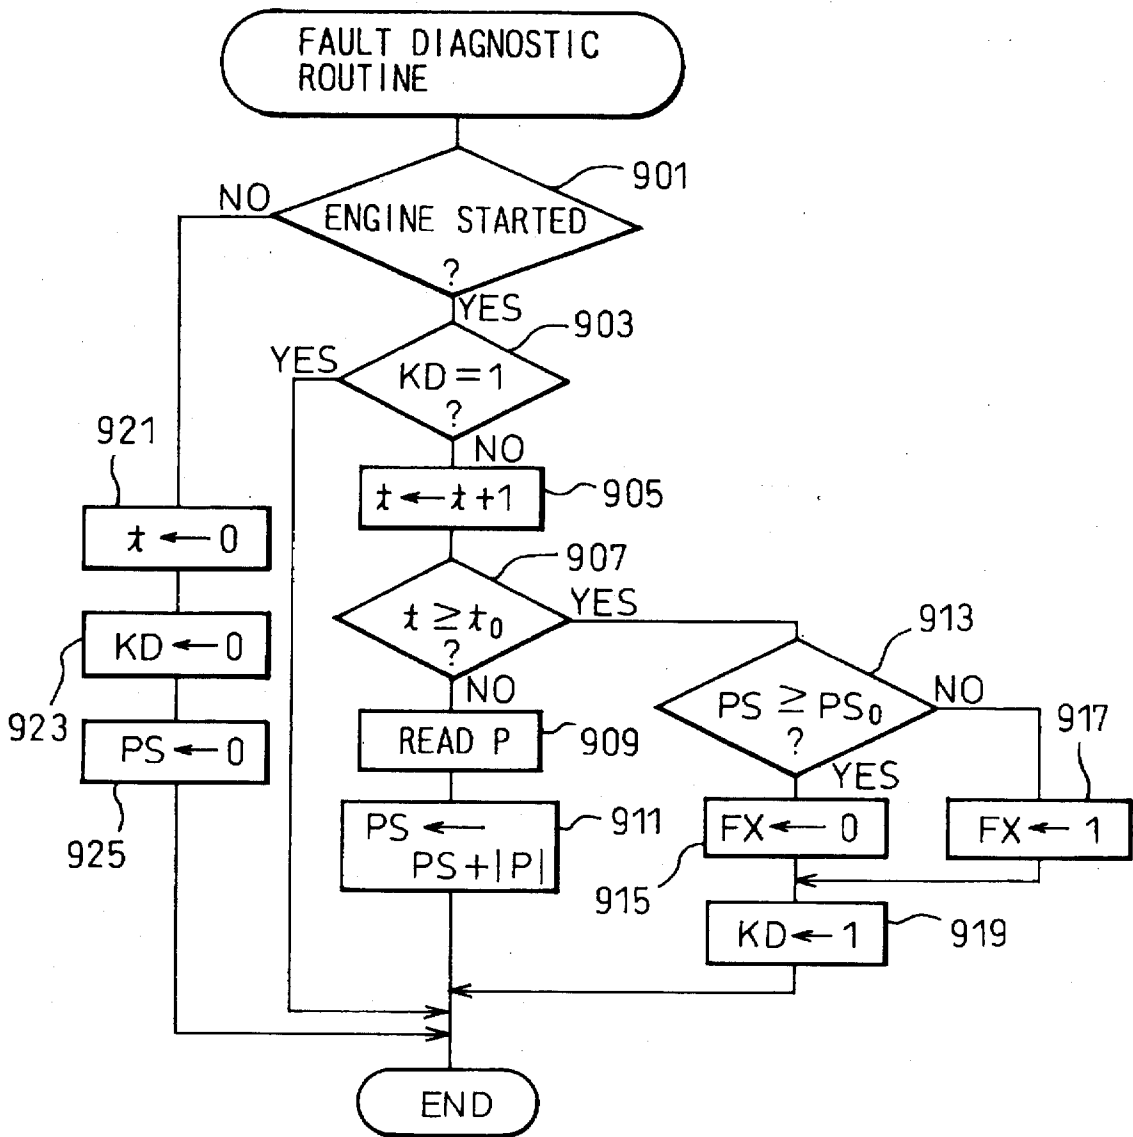 FAULT DIAGNOSTIC
ROUTINE
901
NO
ENGINE STARTED
?
YES
903
YES
KD=1
?
NO
921
t←t+1
905
t←0
907
YES
t≥t0
?
913
KD←0
NO
NO
PS≥PS0
917
923
READ P
909
?
PS←0
YES
PS←
PS+|P|
911
FX←0
FX←1
925
915
KD←1
919
END